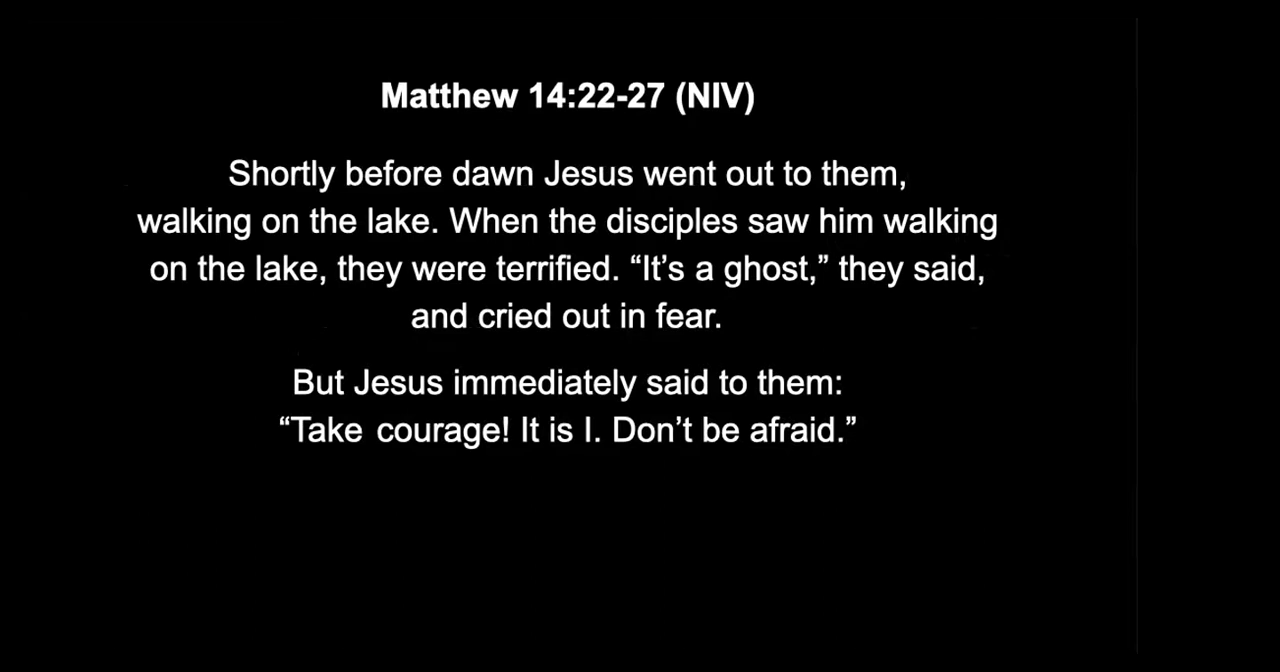 Matthew 14:22-27 (NIV)
Shortly before dawn Jesus went out to them,
walking on the lake. When the disciples saw him walking
on the lake, they were terrified. “It’s a ghost,” they said,
and cried out in fear.
But Jesus immediately said to them:
“Take courage! It is I. Don’t be afraid.”